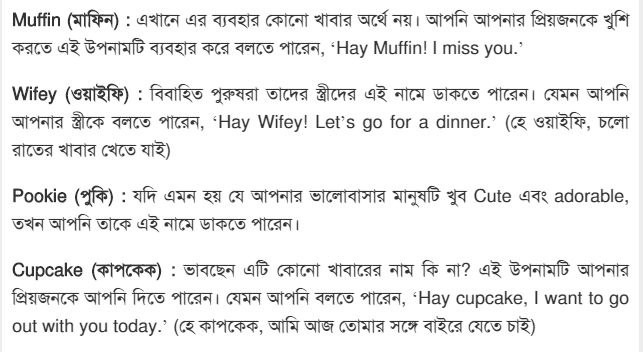 Muffin (মাফিন) : এখানে এর ব্যবহার কোনো খাবার অর্থে নয়। আপনি আপনার প্রিয়জনকে খুশি
করতে এই উপনামটি ব্যবহার করে বলতে পারেন, ‘Hay Muffin! I miss you.’
Wifey (ওয়াইফি) : বিবাহিত পুরুষরা তাদের স্ত্রীদের এই নামে ডাকতে পারেন। যেমন আপনি
আপনার স্ত্রীকে বলতে পারেন, ‘Hay Wifey! Let’s go for a dinner.’ (হে ওয়াইফি, চলো
রাতের খাবার খেতে যাই)
Pookie (পুকি) : যদি এমন হয় যে আপনার ভালোবাসার মানুষটি খুব Cute এবং adorable,
তখন আপনি তাকে এই নামে ডাকতে পারেন।
Cupcake (কাপকেক) : ভাবছেন এটি কোনো খাবারের নাম কি না? এই উপনামটি আপনার
প্রিয়জনকে আপনি দিতে পারেন। যেমন আপনি বলতে পারেন, ‘Hay cupcake, I want to go
out with you today.’ (হে কাপকেক, আমি আজ তোমার সঙ্গে বাইরে যেতে চাই)